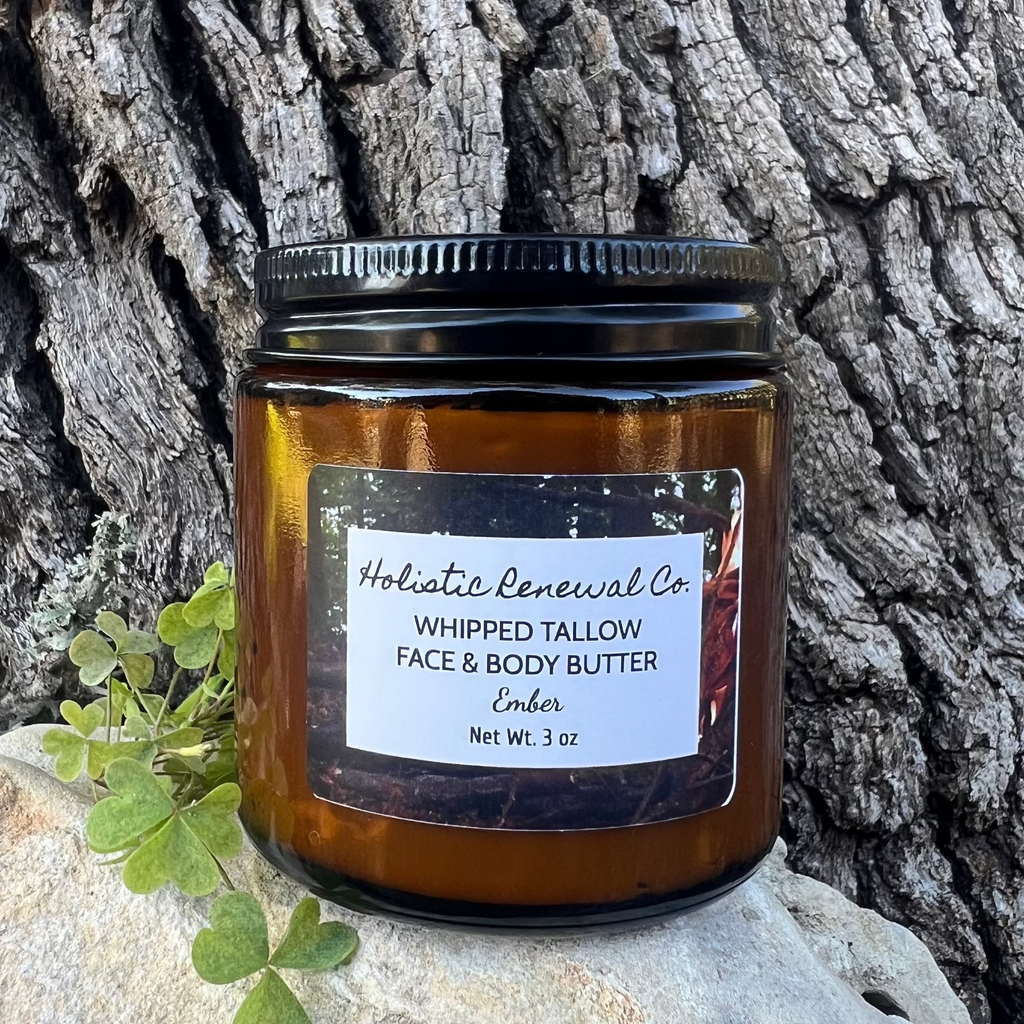 Holistic Renewal Co.
WHIPPED TALLOW
FACE & BODY BUTTER
Ember
Net Wt. 3 oz